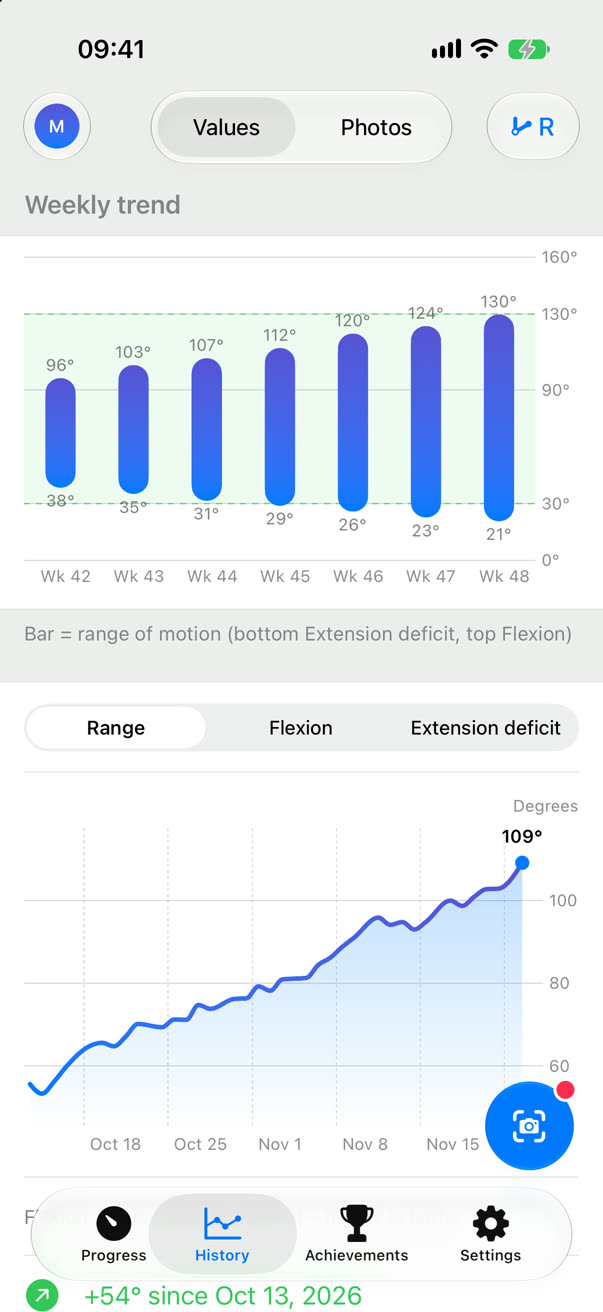 09:41
M
Values
Photos
R
Weekly trend
160°
130°
90°
30°
0°
96°
103°
107°
112°
120°
124°
130°
38°
35°
31°
29°
26°
23°
21°
Wk 42
Wk 43
Wk 44
Wk 45
Wk 46
Wk 47
Wk 48
Bar = range of motion (bottom Extension deficit, top Flexion)
Range
Flexion
Extension deficit
Degrees
109°
100
80
60
Oct 18
Oct 25
Nov 1
Nov 8
Nov 15
Progress
History
Achievements
Settings
+54° since Oct 13, 2026